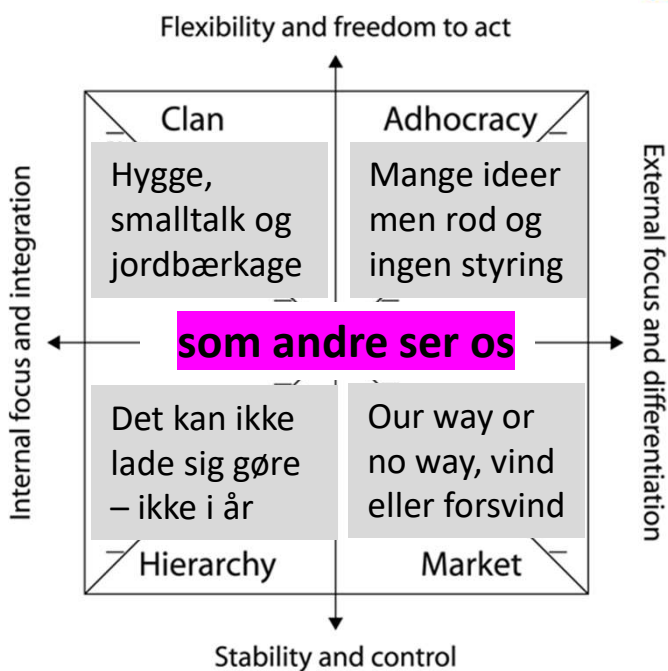 Flexibility and freedom to act
Clan
Adhocracy
Hygge,
smalltalk og
jordbærkage
Mange ideer
men rod og
ingen styring
Internal focus and integration
som andre ser os
External focus and differentiation
Det kan ikke
lade sig gøre
– ikke i år
Our way or
no way, vind
eller forsvind
Hierarchy
Market
Stability and control